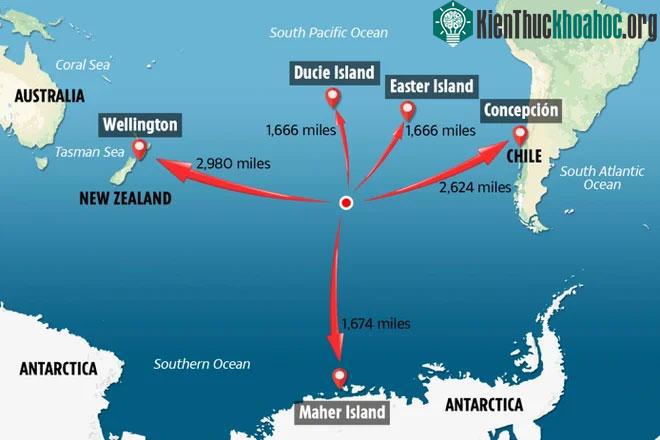 KienThuckhoahoc.org
South Pacific Ocean
Coral Sea
Ducie Island
Easter Island
AUSTRALIA
Concepción
Wellington
1,666 miles
1,666 miles
Tasman Sea
2,980 miles
CHILE
South Atlantic
Ocean
2,624 miles
NEW ZEALAND
1,674 miles
Southern Ocean
ANTARCTICA
Maher Island
ANTARCTICA